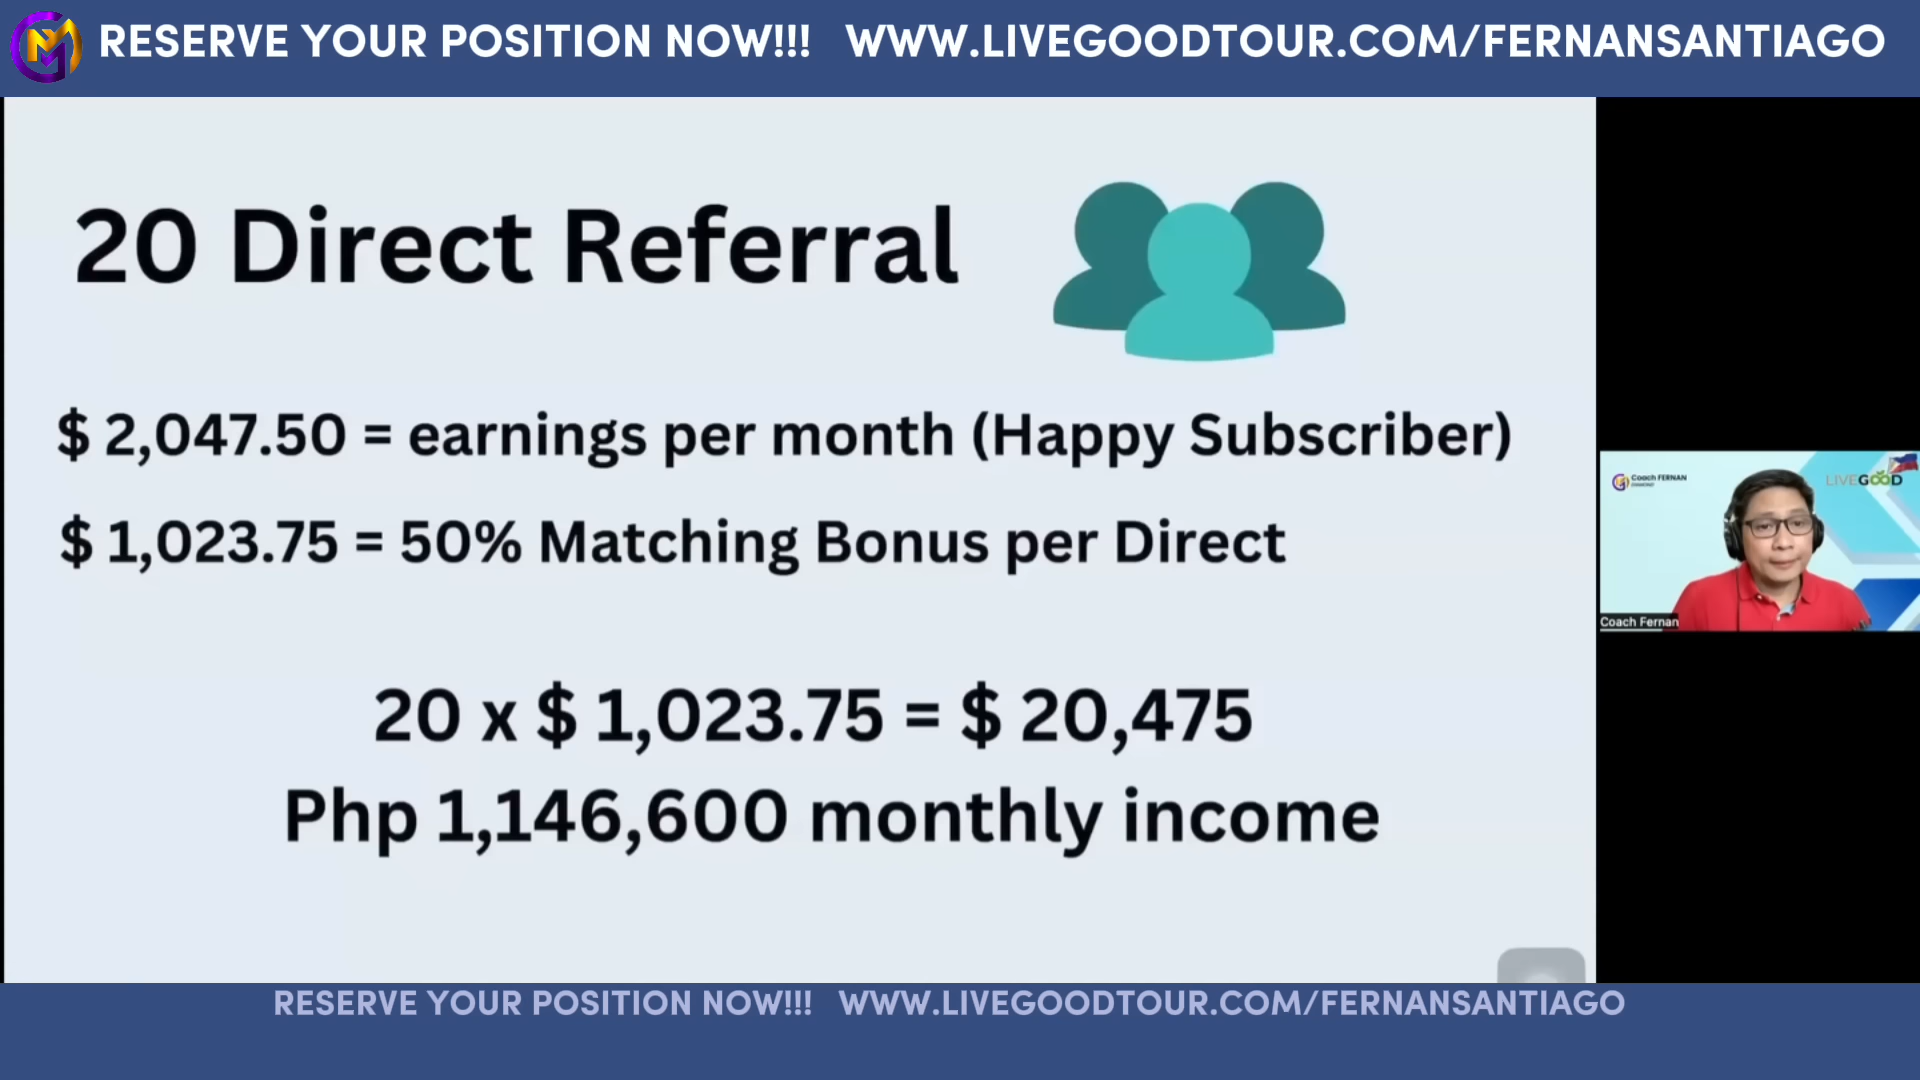 RESERVE YOUR POSITION NOW!!! WWW.LIVEGOODTOUR.COM/FERNANSANTIAGO
20 Direct Referral
$ 2,047.50 = earnings per month (Happy Subscriber)
$ 1,023.75 = 50% Matching Bonus per Direct
20 x $ 1,023.75 = $ 20,475
Php 1,146,600 monthly income
Coach FERNAN
LIVEGOOD
Coach Fernan
RESERVE YOUR POSITION NOW!!! WWW.LIVEGOODTOUR.COM/FERNANSANTIAGO